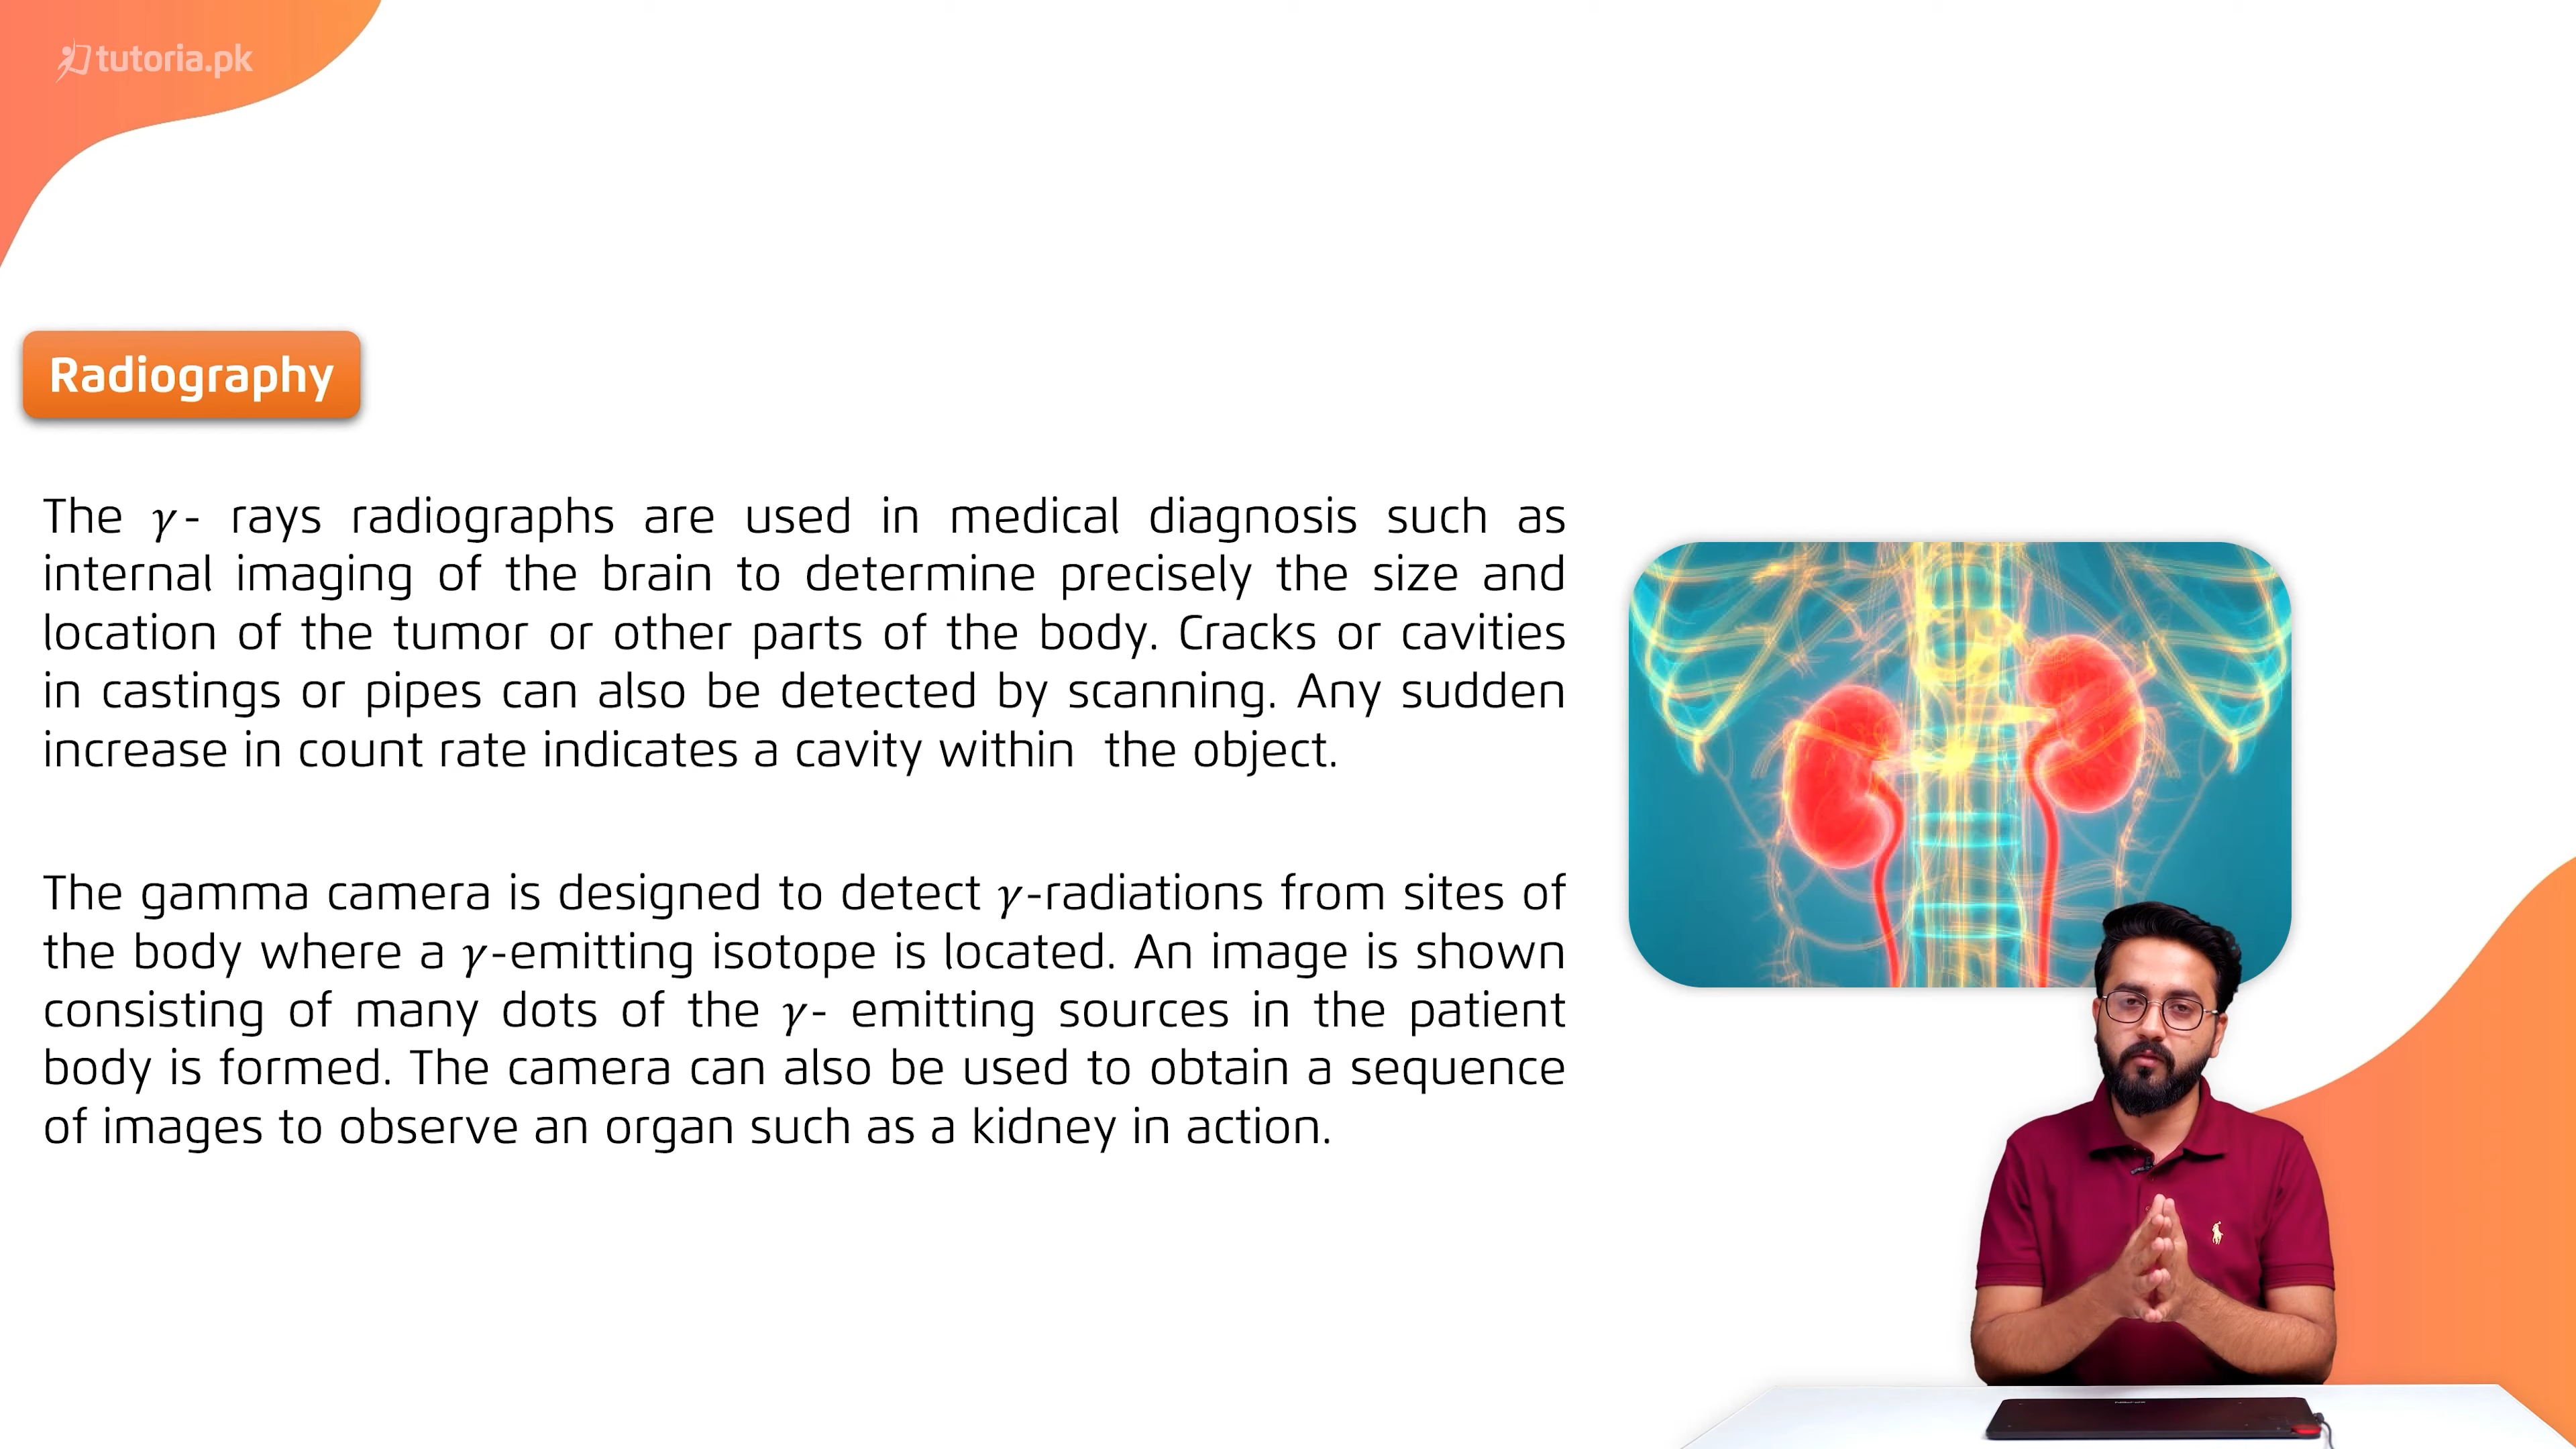 tutoria.pk
Radiography
The γ- rays radiographs are used in medical diagnosis such as
internal imaging of the brain to determine precisely the size and
location of the tumor or other parts of the body. Cracks or cavities
in castings or pipes can also be detected by scanning. Any sudden
increase in count rate indicates a cavity within the object.
The gamma camera is designed to detect γ-radiations from sites of
the body where a γ-emitting isotope is located. An image is shown
consisting of many dots of the γ- emitting sources in the patient
body is formed. The camera can also be used to obtain a sequence
of images to observe an organ such as a kidney in action.